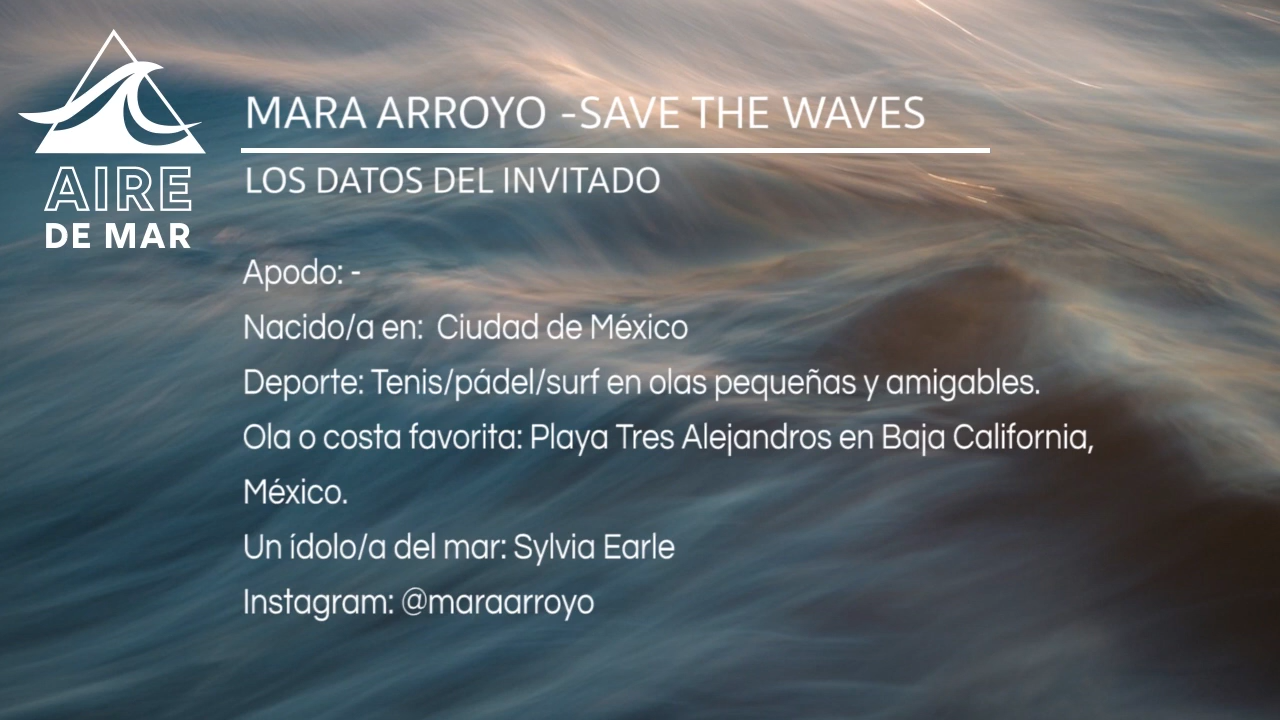 AIRE
DE MAR
MARA ARROYO -SAVE THE WAVES
LOS DATOS DEL INVITADO
Apodo: -
Nacido/a en:  Ciudad de México
Deporte: Tenis/pádel/surf en olas pequeñas y amigables.
Ola o costa favorita: Playa Tres Alejandros en Baja California,
México.
Un ídolo/a del mar: Sylvia Earle
Instagram: @maraarroyo